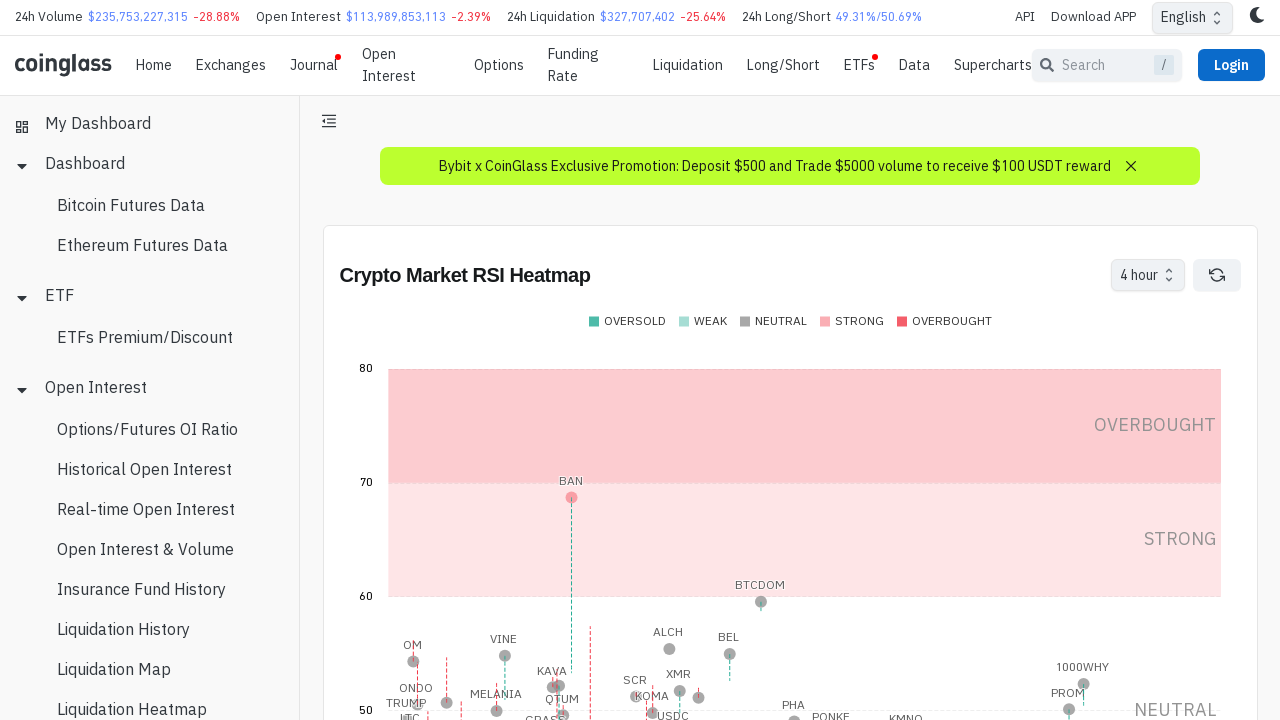 24h Volume $235,753,227,315 -28.88% Open Interest $113,989,853,113 -2.39% 24h Liquidation $327,707,402 -25.64% 24h Long/Short 49.31%/50.69% API Download APP English
coinglass Home Exchanges Journal Open Interest Options Funding Rate Liquidation Long/Short ETFs Data Supercharts Search / Login
My Dashboard
Dashboard
Bitcoin Futures Data
Ethereum Futures Data
ETF
ETFs Premium/Discount
Open Interest
Options/Futures OI Ratio
Historical Open Interest
Real-time Open Interest
Open Interest & Volume
Insurance Fund History
Liquidation History
Liquidation Map
Liquidation Heatmap
Bybit x CoinGlass Exclusive Promotion: Deposit $500 and Trade $5000 volume to receive $100 USDT reward
Crypto Market RSI Heatmap 4 hour
OVERSOLD WEAK NEUTRAL STRONG OVERBOUGHT
80
OVERBOUGHT
70 BAN
STRONG
BTCDOM
60
ALCH
OM VINE BEL
1000WHY
KAVA XMR
SCR
ONDO
MELANIA KOMA PROM
TRUMP QTUM PHA
50 NEUTRAL
LTC USDC PONKE
GRASS KMNO